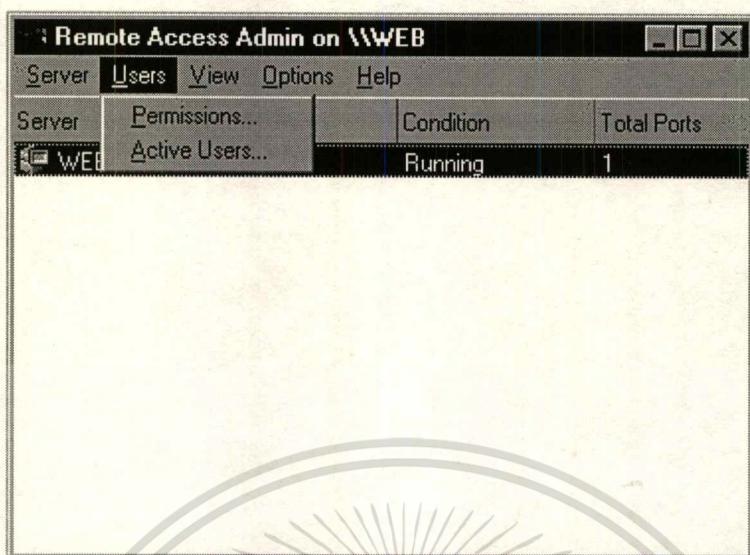 Remote Access Admin on \\WEB
Server Users View Options Help
Server Condition Total Ports
Permissions...
Active Users...
WEB Running 1